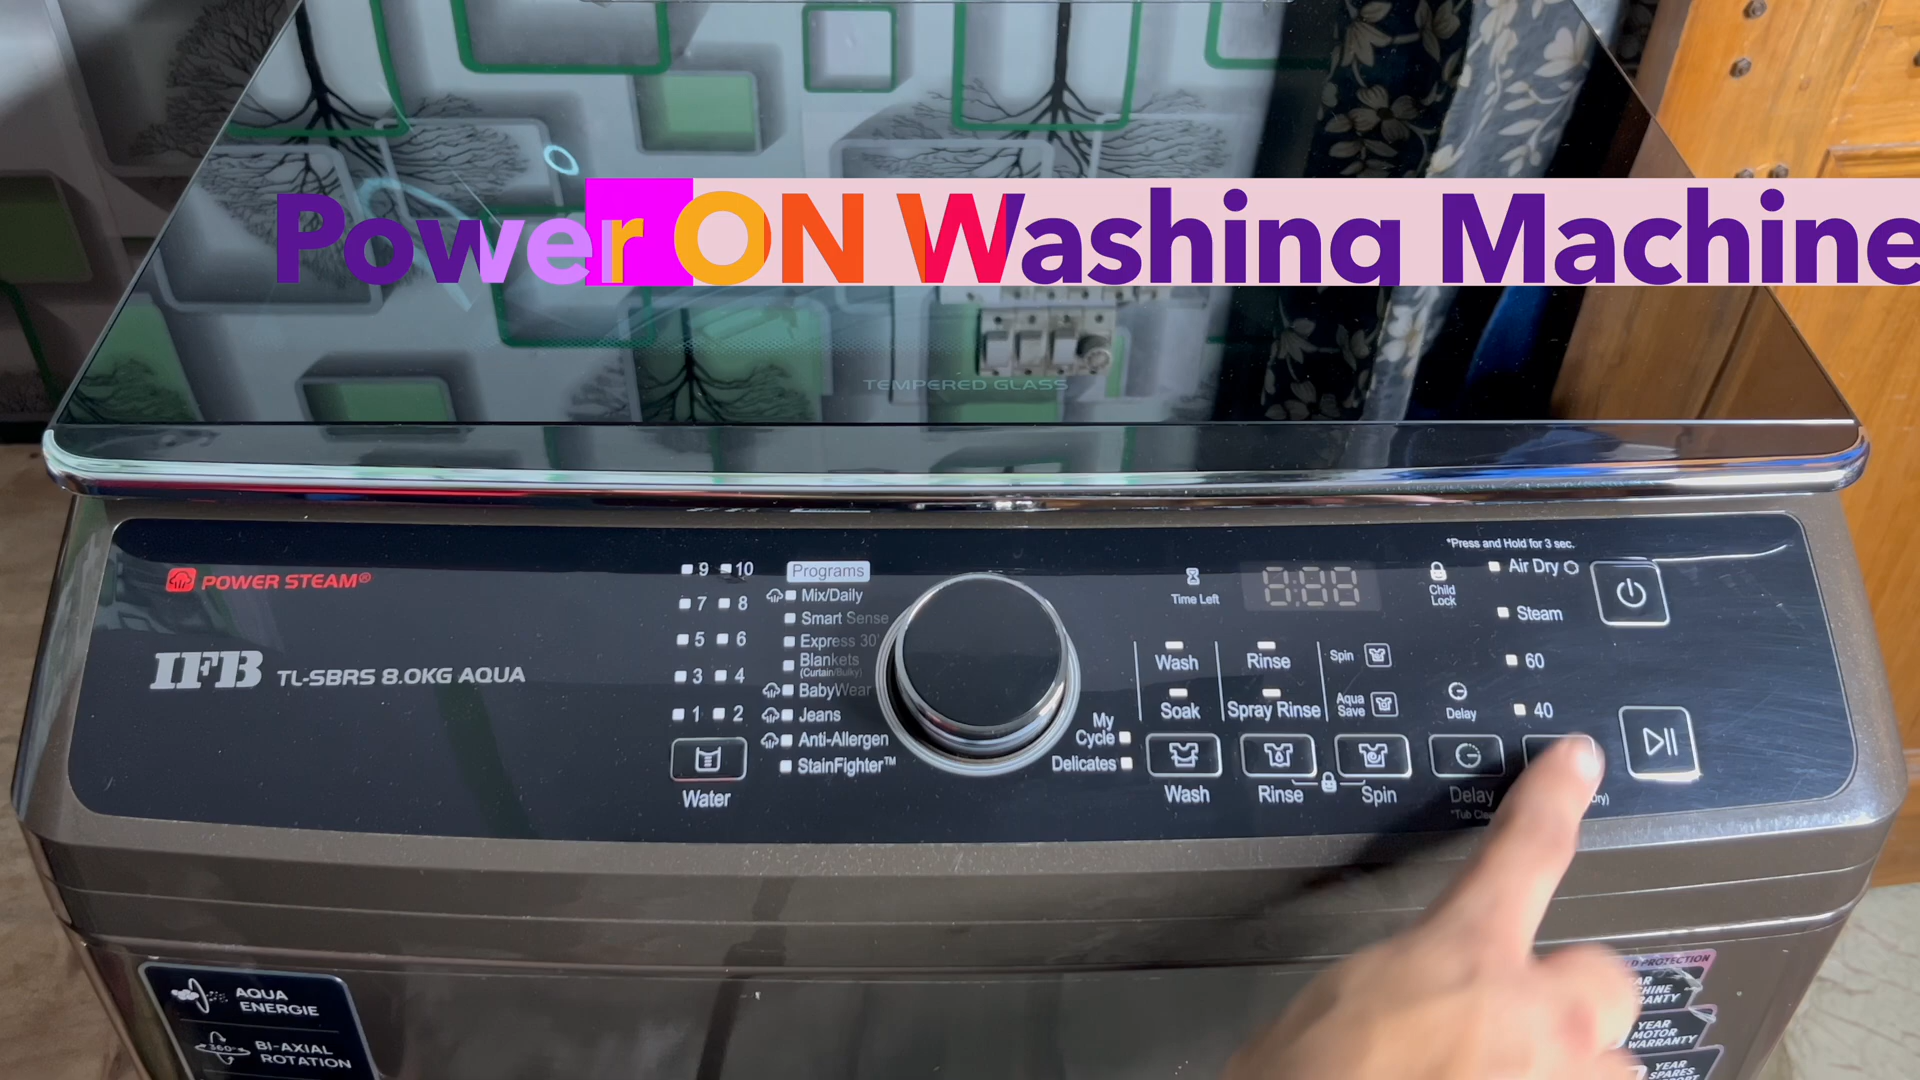 Power ON Washing Machine
TEMPERED GLASS
POWER STEAM®
IFB TL-SBRS 8.0KG AQUA
9 10
7 8
5 6
3 4
1 2
Water
Programs
Mix/Daily
Smart Sense
Express 30'
Blankets
(Curtain/Bulky)
BabyWear
Jeans
Anti-Allergen
StainFighter™
My
Cycle
Delicates
Time Left
8:88
Child
Lock
*Press and Hold for 3 sec.
Air Dry
Steam
60
40
Wash
Soak
Rinse
Spray Rinse
Spin
Aqua
Save
Delay
Wash
Rinse
Spin
Delay
AQUA
ENERGIE
360°
BI-AXIAL
ROTATION
PROTECTION
YEAR
MOTOR
WARRANTY
YEAR
SPARES